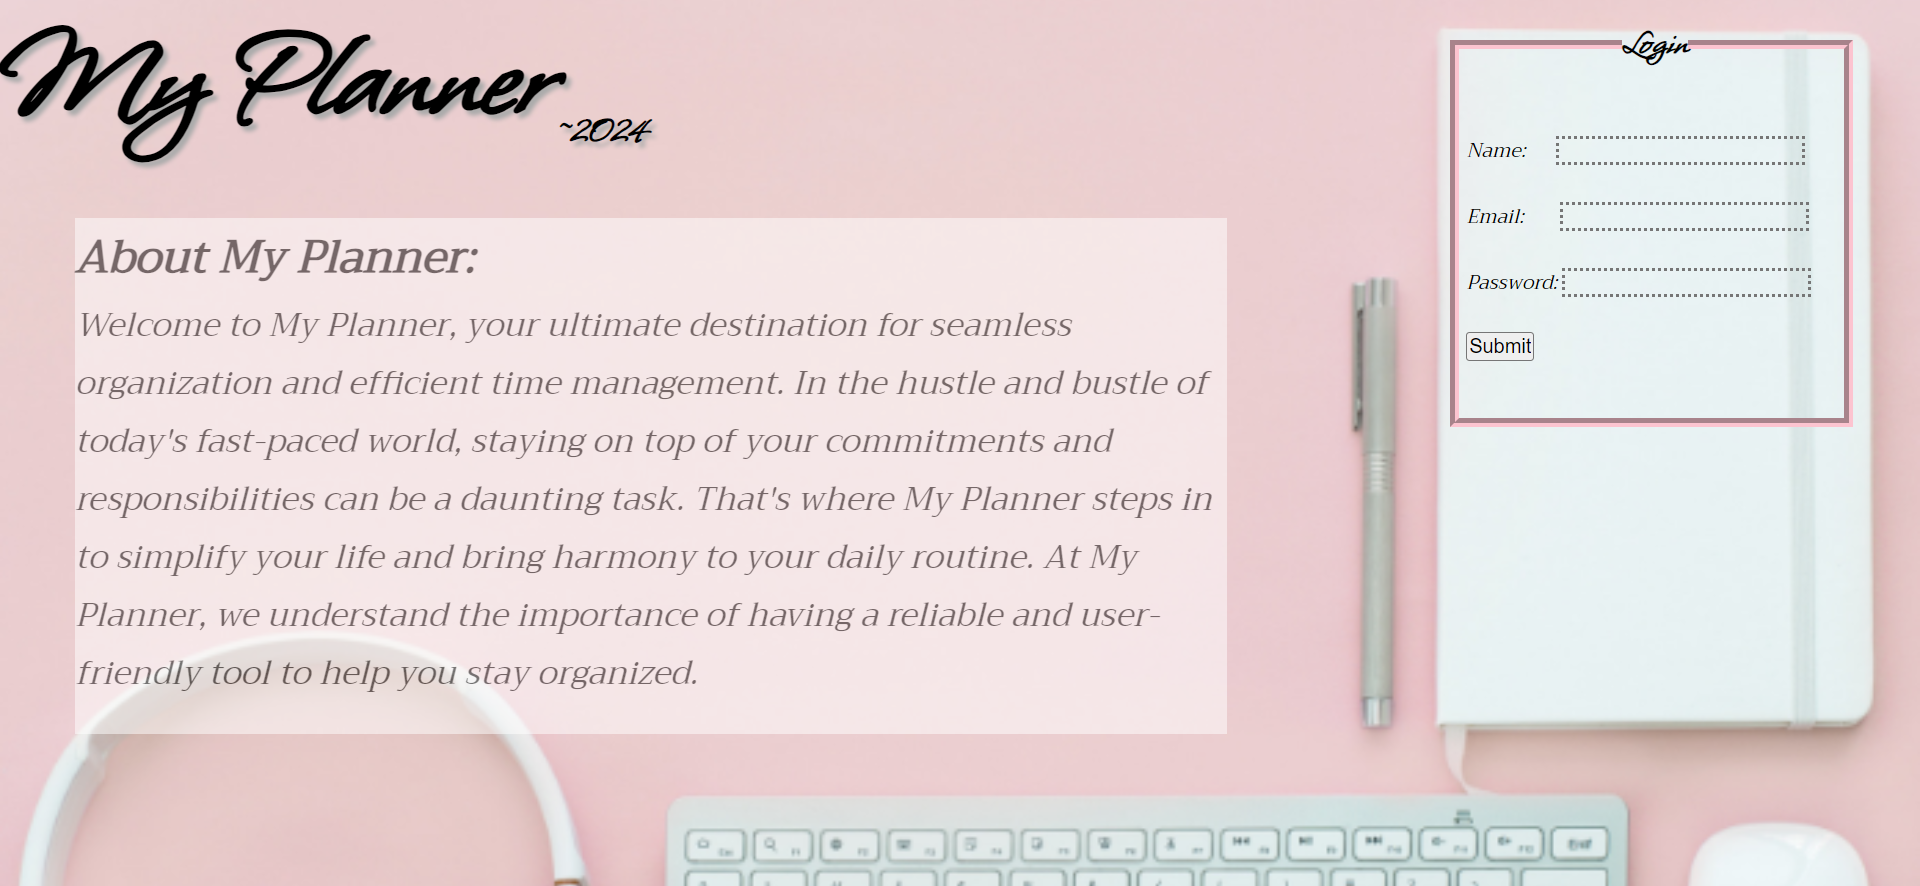 My Planner
~2024
Login
Name:
Email:
Password:
Submit
About My Planner:
Welcome to My Planner, your ultimate destination for seamless
organization and efficient time management. In the hustle and bustle of
today's fast-paced world, staying on top of your commitments and
responsibilities can be a daunting task. That's where My Planner steps in
to simplify your life and bring harmony to your daily routine. At My
Planner, we understand the importance of having a reliable and user-
friendly tool to help you stay organized.